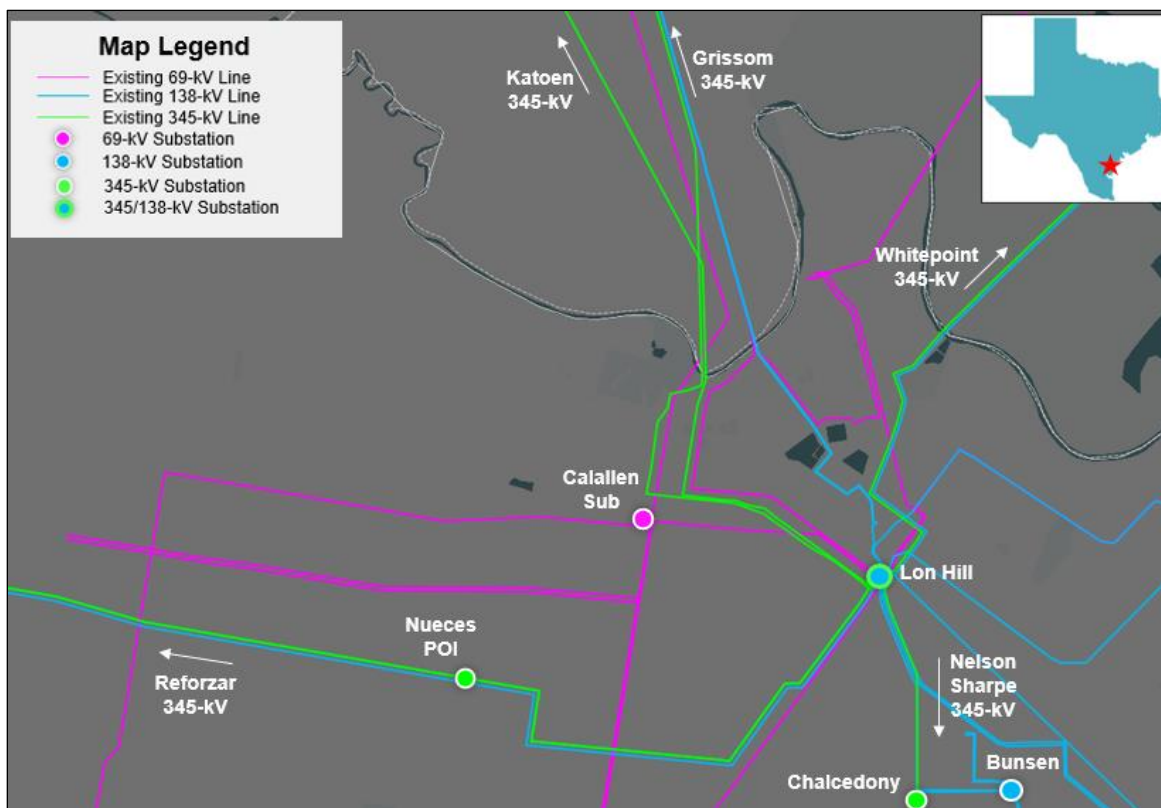 Map Legend
Existing 69-kV Line
Existing 138-kV Line
Existing 345-kV Line
69-kV Substation
138-kV Substation
345-kV Substation
345/138-kV Substation
Katoen
345-kV
Grissom
345-kV
Whitepoint
345-kV
Calallen
Sub
Lon Hill
Nueces
POI
Reforzar
345-kV
Nelson
Sharpe
345-kV
Bunsen
Chalcedony